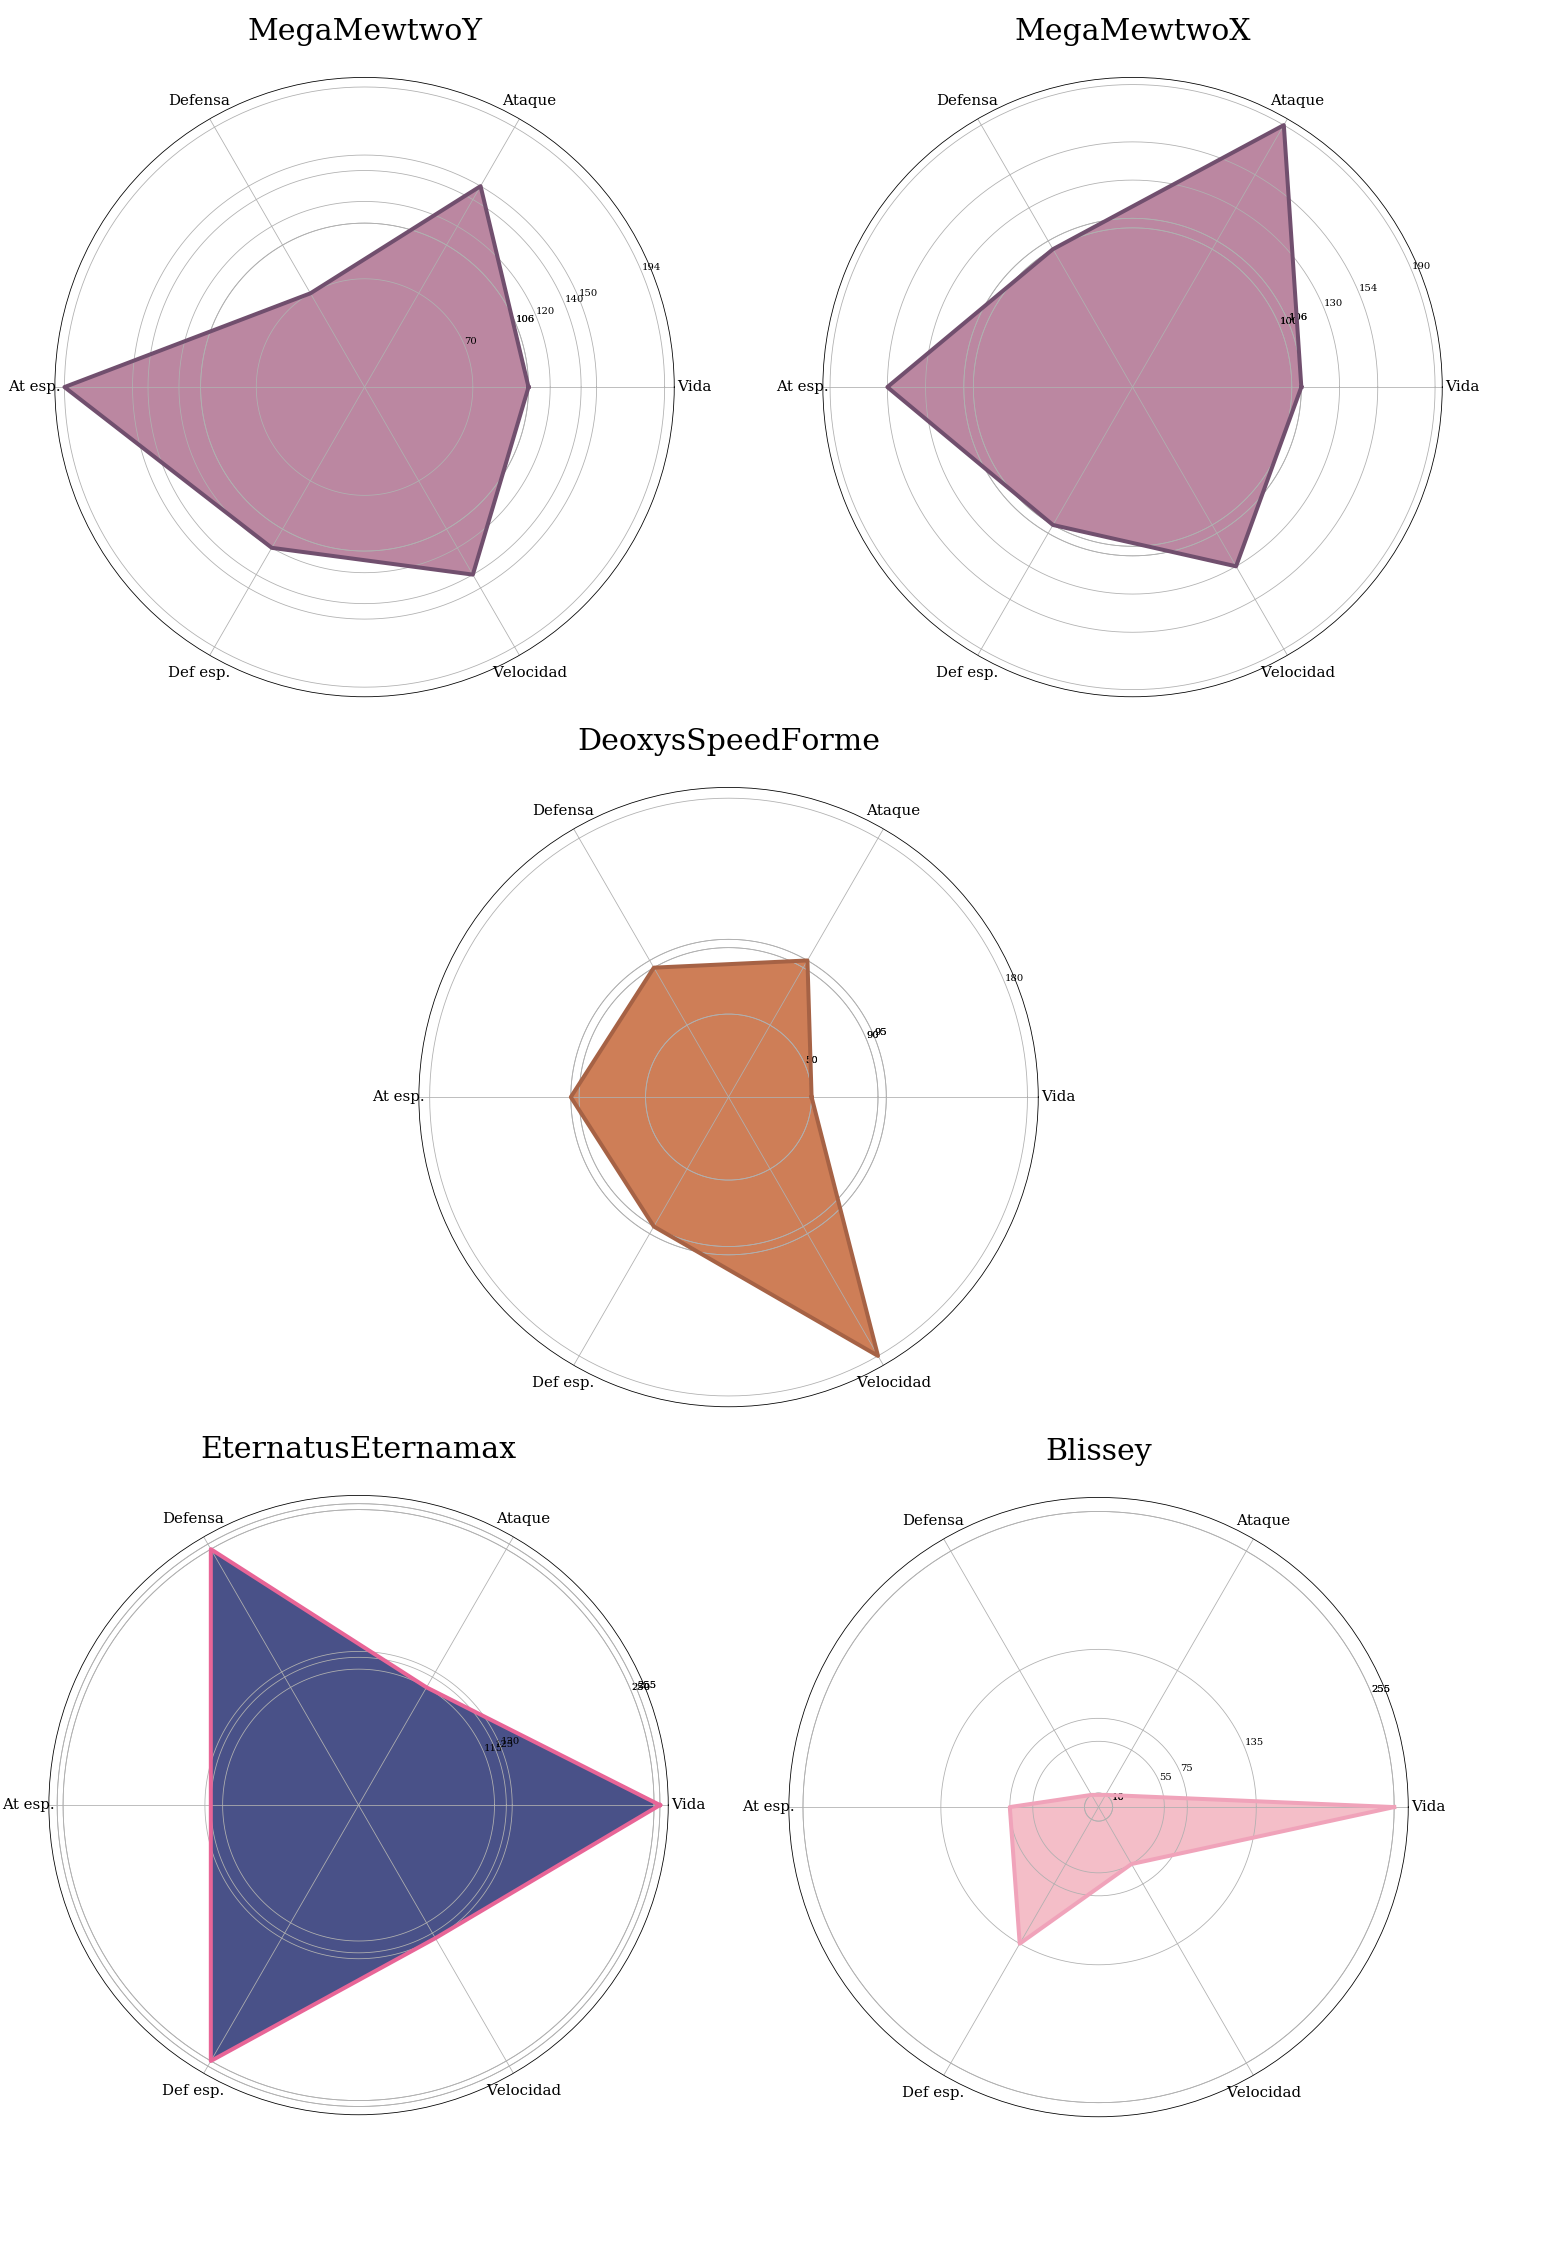 MegaMewtwoY
MegaMewtwoX
Defensa
Ataque
Defensa
Ataque
194
190
150
140
154
120
130
106
106
70
At esp.
Vida
At esp.
Vida
Def esp.
Velocidad
Def esp.
Velocidad
DeoxysSpeedForme
Defensa
Ataque
180
95
90
50
At esp.
Vida
Def esp.
Velocidad
EternatusEternamax
Blissey
Defensa
Ataque
Defensa
Ataque
255
255
135
75
55
10
At esp.
Vida
At esp.
Vida
Def esp.
Velocidad
Def esp.
Velocidad